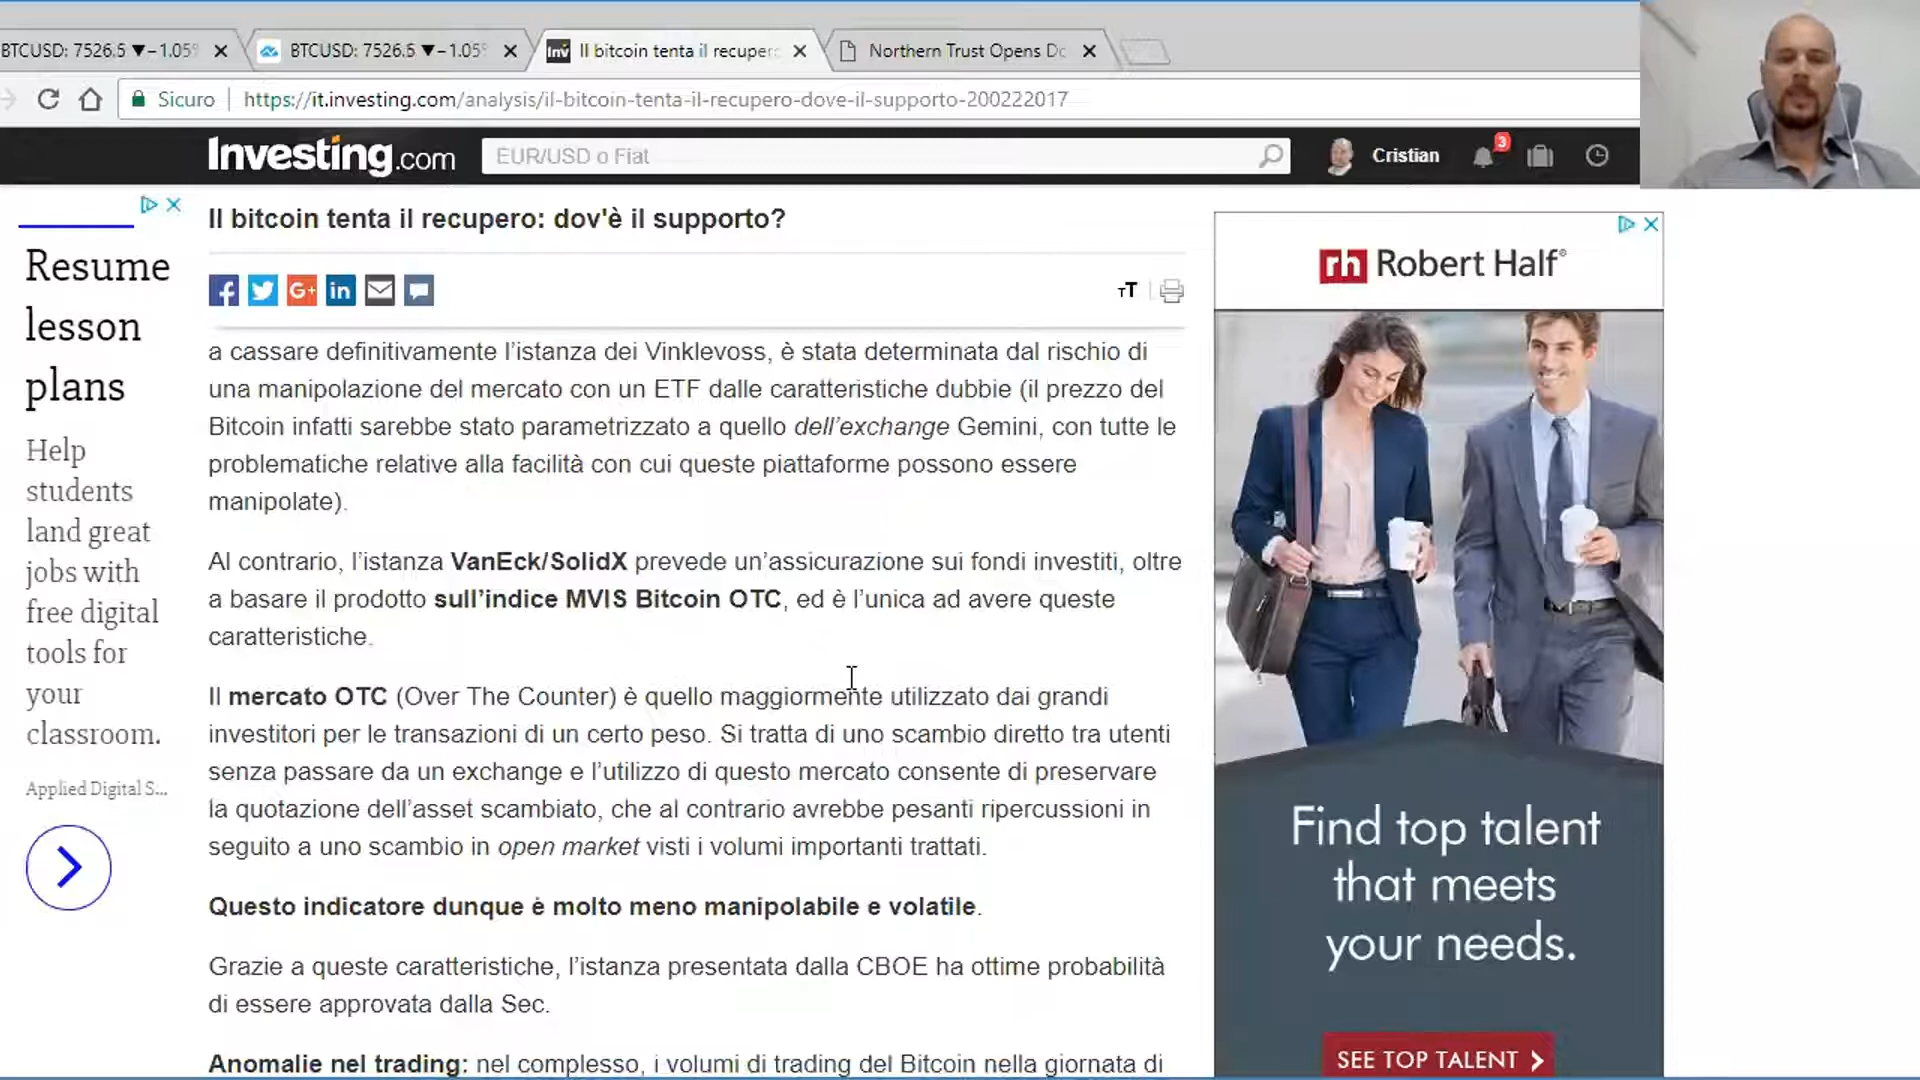 BTCUSD: 7526.5 ▼−1.05
BTCUSD: 7526.5 ▼−1.05
Inv Il bitcoin tenta il recuper
Northern Trust Opens Do
Sicuro https://it.investing.com/analysis/il-bitcoin-tenta-il-recupero-dove-il-supporto-200222017
Investing.com
EUR/USD o Fiat
Cristian
3
Il bitcoin tenta il recupero: dov'è il supporto?
f G+ in
TT
a cassare definitivamente l'istanza dei Vinklevoss, è stata determinata dal rischio di
una manipolazione del mercato con un ETF dalle caratteristiche dubbie (il prezzo del
Bitcoin infatti sarebbe stato parametrizzato a quello dell'exchange Gemini, con tutte le
problematiche relative alla facilità con cui queste piattaforme possono essere
manipolate).
Al contrario, l'istanza VanEck/SolidX prevede un'assicurazione sui fondi investiti, oltre
a basare il prodotto sull'indice MVIS Bitcoin OTC, ed è l'unica ad avere queste
caratteristiche.
Il mercato OTC (Over The Counter) è quello maggiormente utilizzato dai grandi
investitori per le transazioni di un certo peso. Si tratta di uno scambio diretto tra utenti
senza passare da un exchange e l'utilizzo di questo mercato consente di preservare
la quotazione dell'asset scambiato, che al contrario avrebbe pesanti ripercussioni in
seguito a uno scambio in open market visti i volumi importanti trattati.
Questo indicatore dunque è molto meno manipolabile e volatile.
Grazie a queste caratteristiche, l'istanza presentata dalla CBOE ha ottime probabilità
di essere approvata dalla Sec.
Anomalie nel trading: nel complesso, i volumi di trading del Bitcoin nella giornata di
Resume
lesson
plans
Help
students
land great
jobs with
free digital
tools for
your
classroom.
Applied Digital S...
rh Robert Half®
Find top talent
that meets
your needs.
SEE TOP TALENT